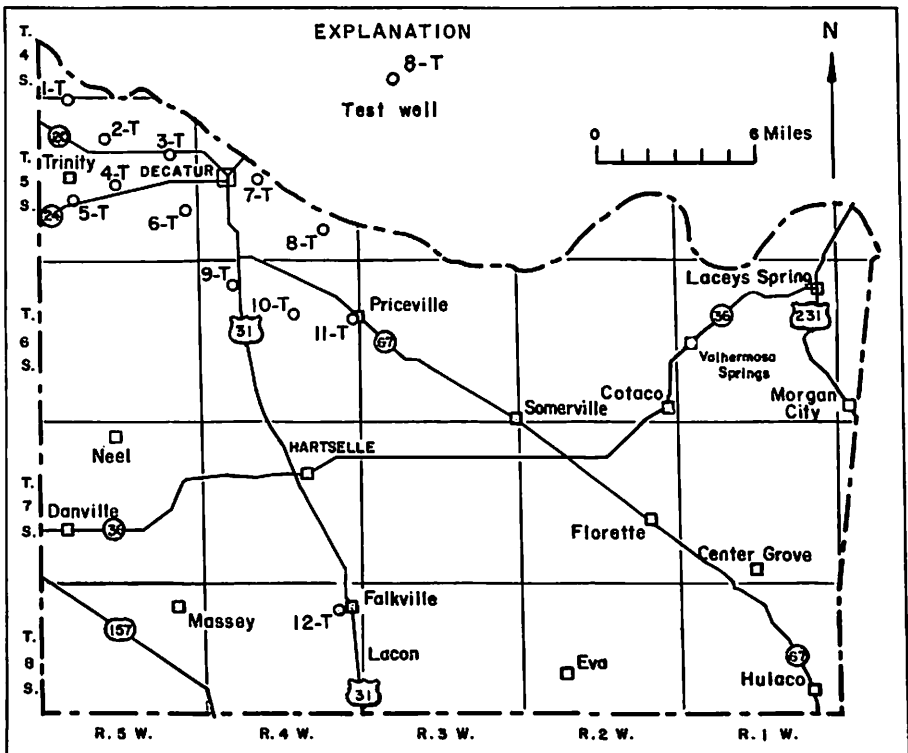 EXPLANATION
8-T
Test well
N
0 6 Miles
T.
4
S.
1-T
20
2-T
3-T
Trinity
DECATUR
T.
5
S.
4-T
7-T
24
5-T
6-T
8-T
9-T
Laceys Spring
T.
6
S.
10-T
11-T
Priceville
31
67
36
231
Valhermosa
Springs
Cotaco
Morgan
City
Somerville
Neel
HARTSELLE
T.
7
S.
Danville
36
Florette
Center Grove
T.
8
S.
157
Massey
12-T
Falkville
Lacon
31
Eva
67
Hulaco
R. 5 W. R. 4 W. R. 3 W. R. 2 W. R. 1 W.